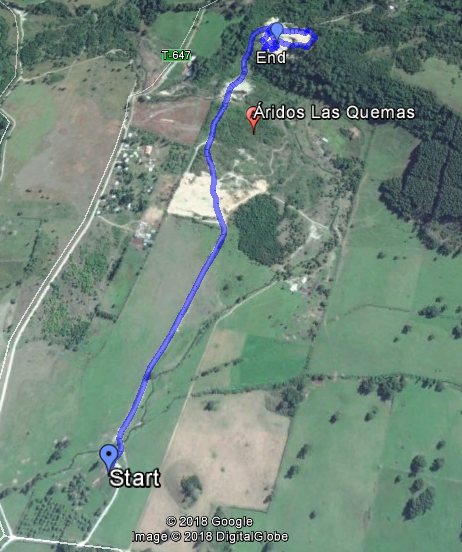 T-647
End
Áridos Las Quemas
Start
© 2018 Google
Image © 2018 DigitalGlobe